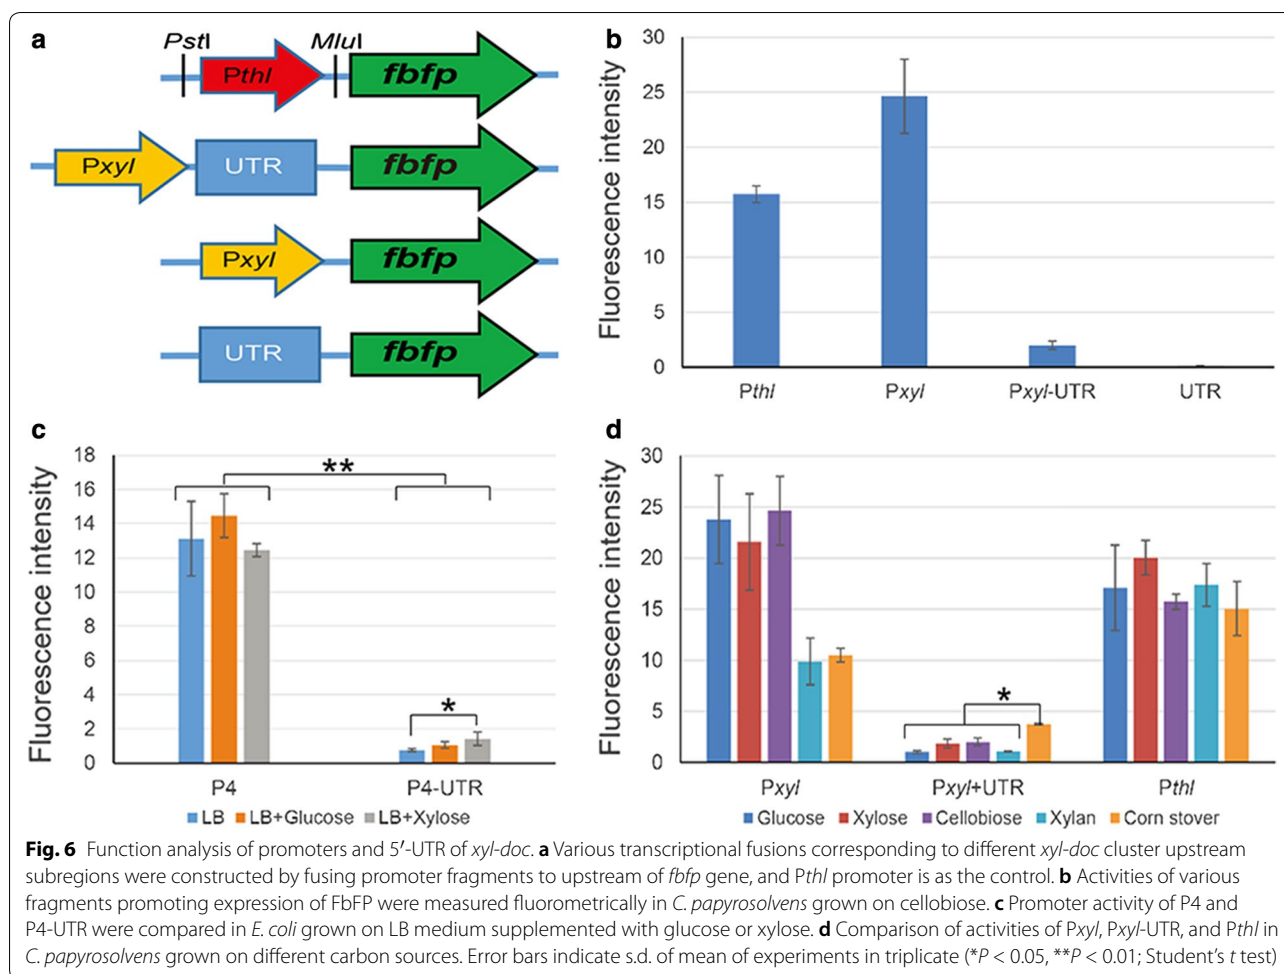 a
PstI
MluI
Pthl
fbfp
Pxyl
UTR
fbfp
Pxyl
fbfp
UTR
fbfp
b
Fluorescence intensity
30
25
20
15
10
5
0
Pthl
Pxyl
Pxyl-UTR
UTR
c
Fluorescence intensity
18
16
14
12
10
8
6
4
2
0
**
*
P4
P4-UTR
LB LB+Glucose LB+Xylose
d
Fluorescence intensity
30
25
20
15
10
5
0
*
Pxyl
Pxyl+UTR
Pthl
Glucose Xylose Cellobiose Xylan Corn stover
Fig. 6 Function analysis of promoters and 5′-UTR of xyl-doc. a Various transcriptional fusions corresponding to different xyl-doc cluster upstream
subregions were constructed by fusing promoter fragments to upstream of fbfp gene, and Pthl promoter is as the control. b Activities of various
fragments promoting expression of FbFP were measured fluorometrically in C. papyrosolvens grown on cellobiose. c Promoter activity of P4 and
P4-UTR were compared in E. coli grown on LB medium supplemented with glucose or xylose. d Comparison of activities of Pxyl, Pxyl-UTR, and Pthl in
C. papyrosolvens grown on different carbon sources. Error bars indicate s.d. of mean of experiments in triplicate (*P < 0.05, **P < 0.01; Student's t test)